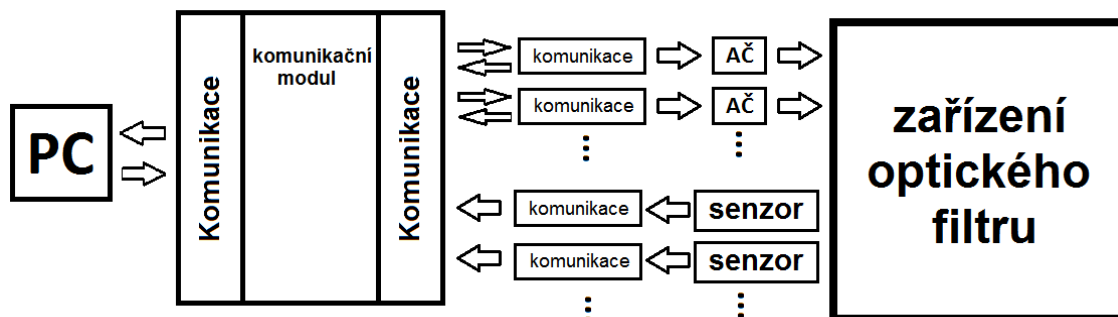 PC
Komunikace
komunikační
modul
Komunikace
komunikace
AČ
komunikace
AČ
komunikace
senzor
komunikace
senzor
zařízení
optického
filtru